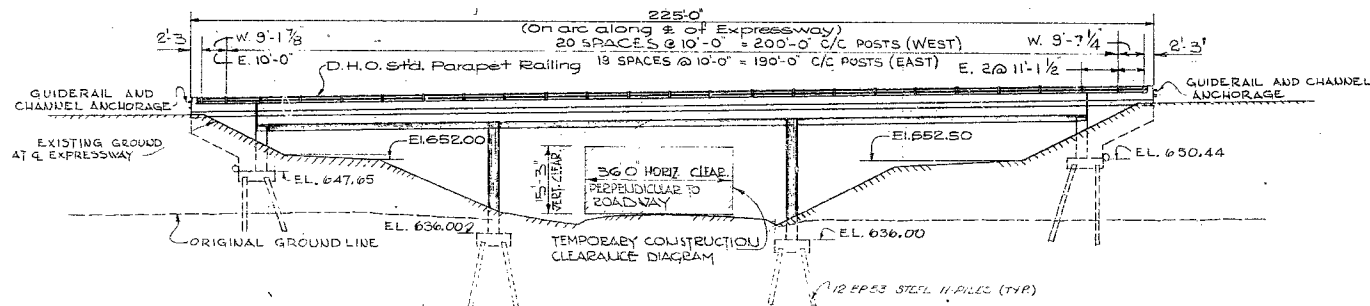 225'-0"
(On arc along ℄ of Expressway)
2'-3 W. 9'-1 7/8 20 SPACES @ 10'-0" = 200'-0" C/C POSTS (WEST) W. 9'-7 1/4 2'-3"
E. 10'-0" D.H.O. Std. Parapet Railing 19 SPACES @ 10'-0" = 190'-0" C/C POSTS (EAST) E. 2@ 11'-1 1/2"
GUIDERAIL AND
CHANNEL ANCHORAGE
GUIDERAIL AND CHANNEL
ANCHORAGE
EXISTING GROUND
AT ℄ EXPRESSWAY
El. 652.00
El. 652.50
EL. 647.65
EL. 650.44
15'-3"
VERT. CLEAR.
36'0" HORIZ. CLEAR.
PERPENDICULAR TO
ROADWAY
ORIGINAL GROUND LINE
EL. 636.00
EL. 636.00
TEMPORARY CONSTRUCTION
CLEARANCE DIAGRAM
12 BP 53 STEEL H-PILES (TYP.)